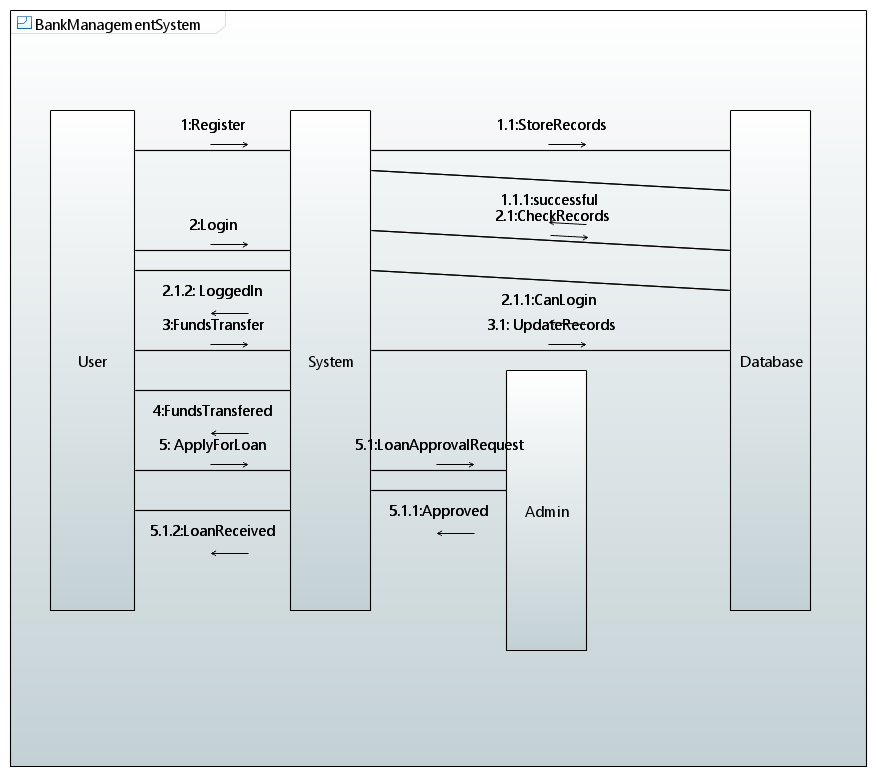 BankManagementSystem
1:Register
1.1:StoreRecords
1.1.1:successful
2.1:CheckRecords
2:Login
2.1.2: LoggedIn
2.1.1:CanLogin
3:FundsTransfer
3.1: UpdateRecords
User
System
Database
4:FundsTransfered
5: ApplyForLoan
5.1:LoanApprovalRequest
5.1.1:Approved
Admin
5.1.2:LoanReceived